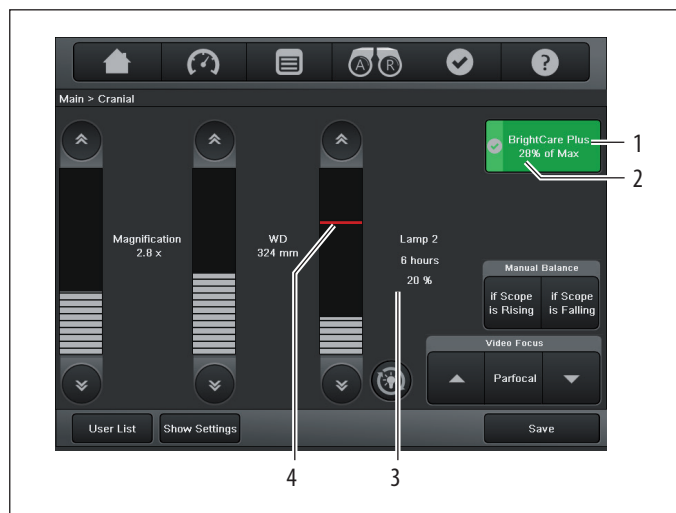 A R
?
Main > Cranial
BrightCare Plus
28% of Max
1
2
Magnification
2.8 x
WD
324 mm
Lamp 2
6 hours
20 %
Manual Balance
if Scope
is Rising
if Scope
is Falling
Video Focus
Parfocal
User List
Show Settings
Save
4
3